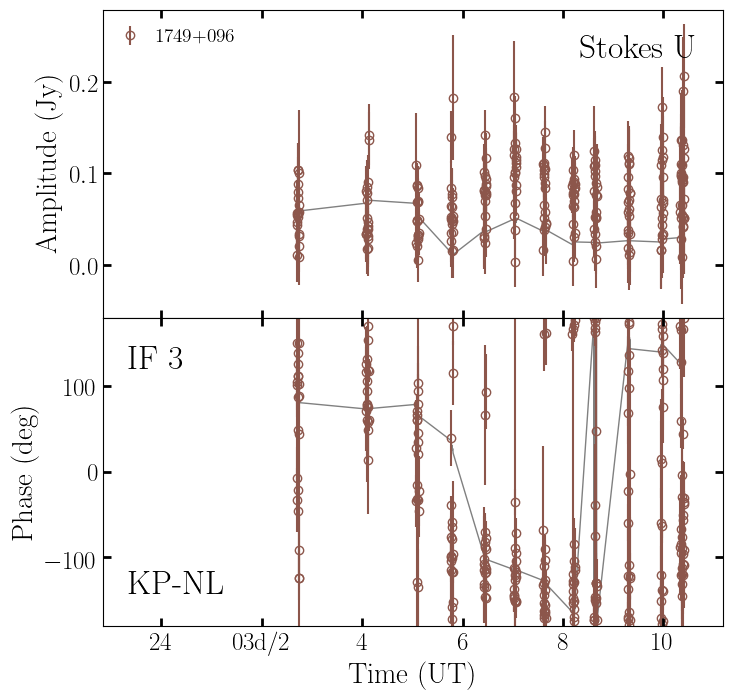 1749+096
Stokes U
Amplitude (Jy)
0.2
0.1
0.0
IF 3
KP-NL
Phase (deg)
100
0
−100
24
03d/2
4
6
8
10
Time (UT)